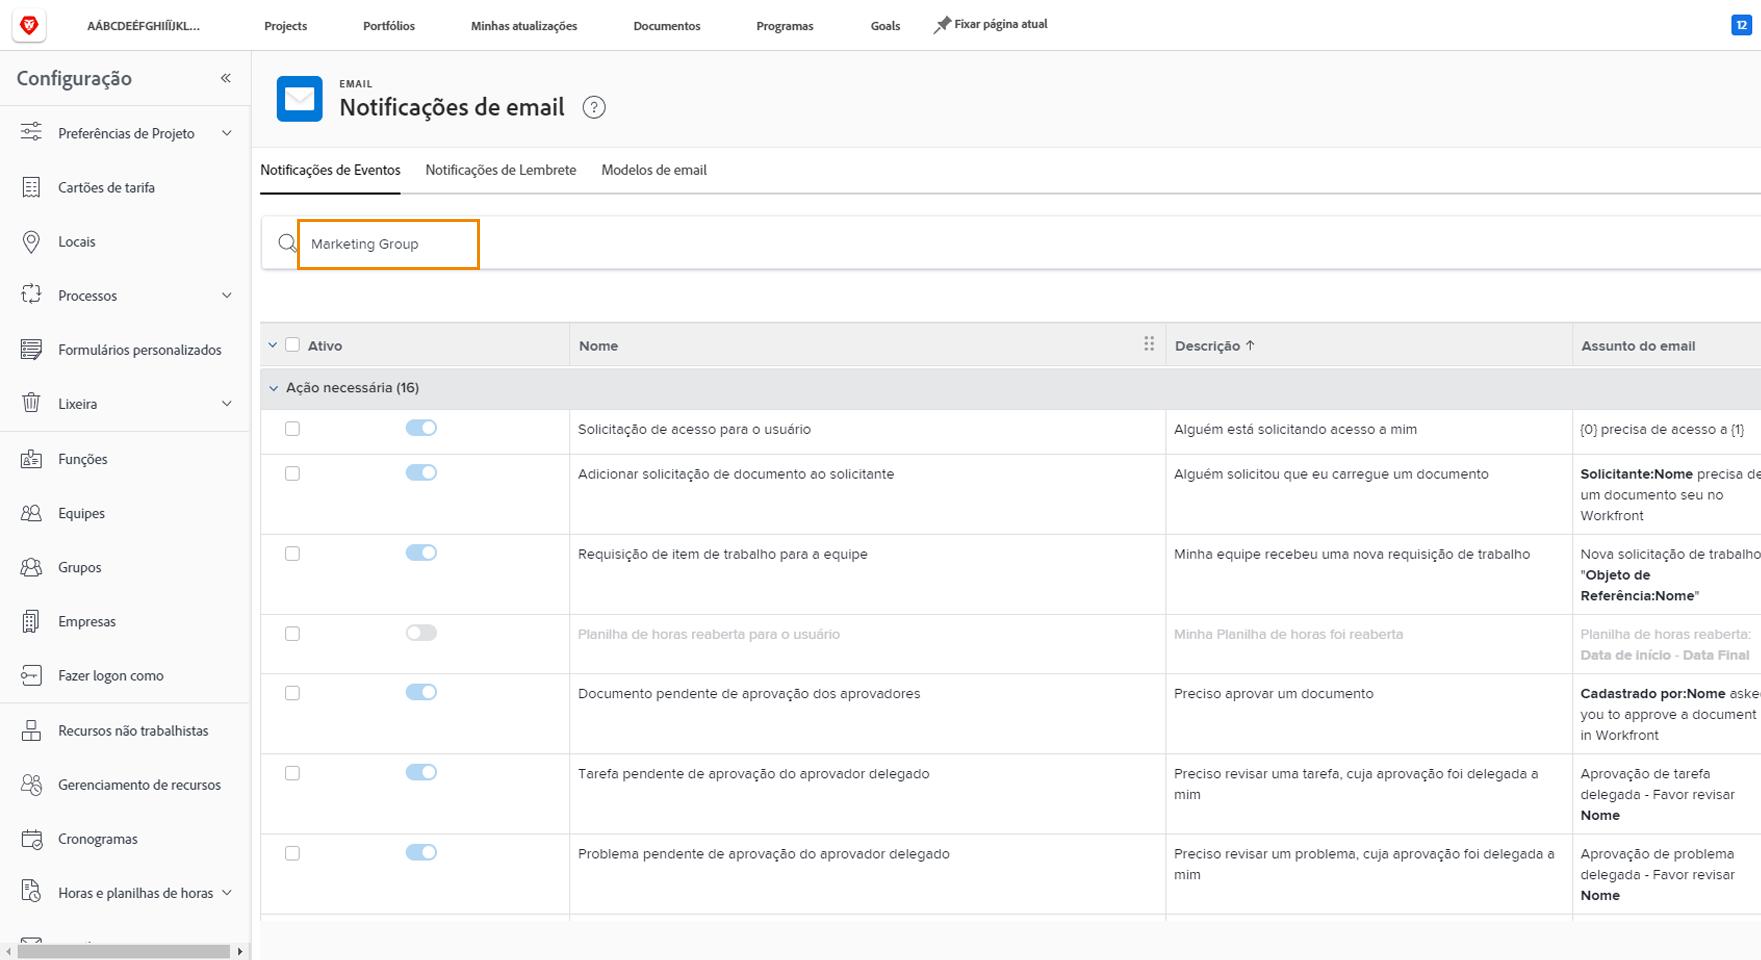 AÁBCDEÉFGHIÍÏJKL...
Projects
Portfólios
Minhas atualizações
Documentos
Programas
Goals
Fixar página atual
12
Configuração
Preferências de Projeto
Cartões de tarifa
Locais
Processos
Formulários personalizados
Lixeira
Funções
Equipes
Grupos
Empresas
Fazer logon como
Recursos não trabalhistas
Gerenciamento de recursos
Cronogramas
Horas e planilhas de horas
EMAIL
Notificações de email ?
Notificações de Eventos
Notificações de Lembrete
Modelos de email
Marketing Group
Ativo
Nome
Descrição ↑
Assunto do email
Ação necessária (16)
Solicitação de acesso para o usuário
Alguém está solicitando acesso a mim
{0} precisa de acesso a {1}
Adicionar solicitação de documento ao solicitante
Alguém solicitou que eu carregue um documento
Solicitante:Nome precisa de
um documento seu no
Workfront
Requisição de item de trabalho para a equipe
Minha equipe recebeu uma nova requisição de trabalho
Nova solicitação de trabalho
"Objeto de
Referência:Nome"
Planilha de horas reaberta para o usuário
Minha Planilha de horas foi reaberta
Planilha de horas reaberta:
Data de início - Data Final
Documento pendente de aprovação dos aprovadores
Preciso aprovar um documento
Cadastrado por:Nome aske
you to approve a document
in Workfront
Tarefa pendente de aprovação do aprovador delegado
Preciso revisar uma tarefa, cuja aprovação foi delegada a
mim
Aprovação de tarefa
delegada - Favor revisar
Nome
Problema pendente de aprovação do aprovador delegado
Preciso revisar um problema, cuja aprovação foi delegada a
mim
Aprovação de problema
delegada - Favor revisar
Nome